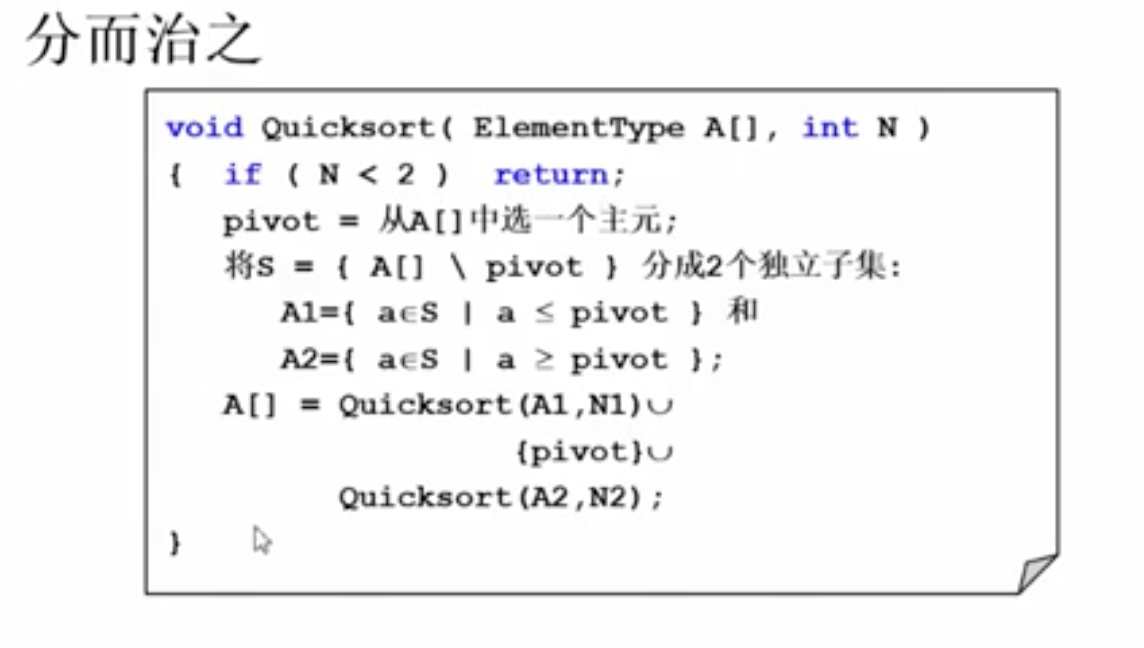 分而治之
void Quicksort( ElementType A[], int N )
{ if ( N < 2 ) return;
pivot = 从A[]中选一个主元;
将S = { A[] \ pivot } 分成2个独立子集:
A1={ a∈S | a ≤ pivot } 和
A2={ a∈S | a ≥ pivot };
A[] = Quicksort(A1,N1)∪
{pivot}∪
Quicksort(A2,N2);
}